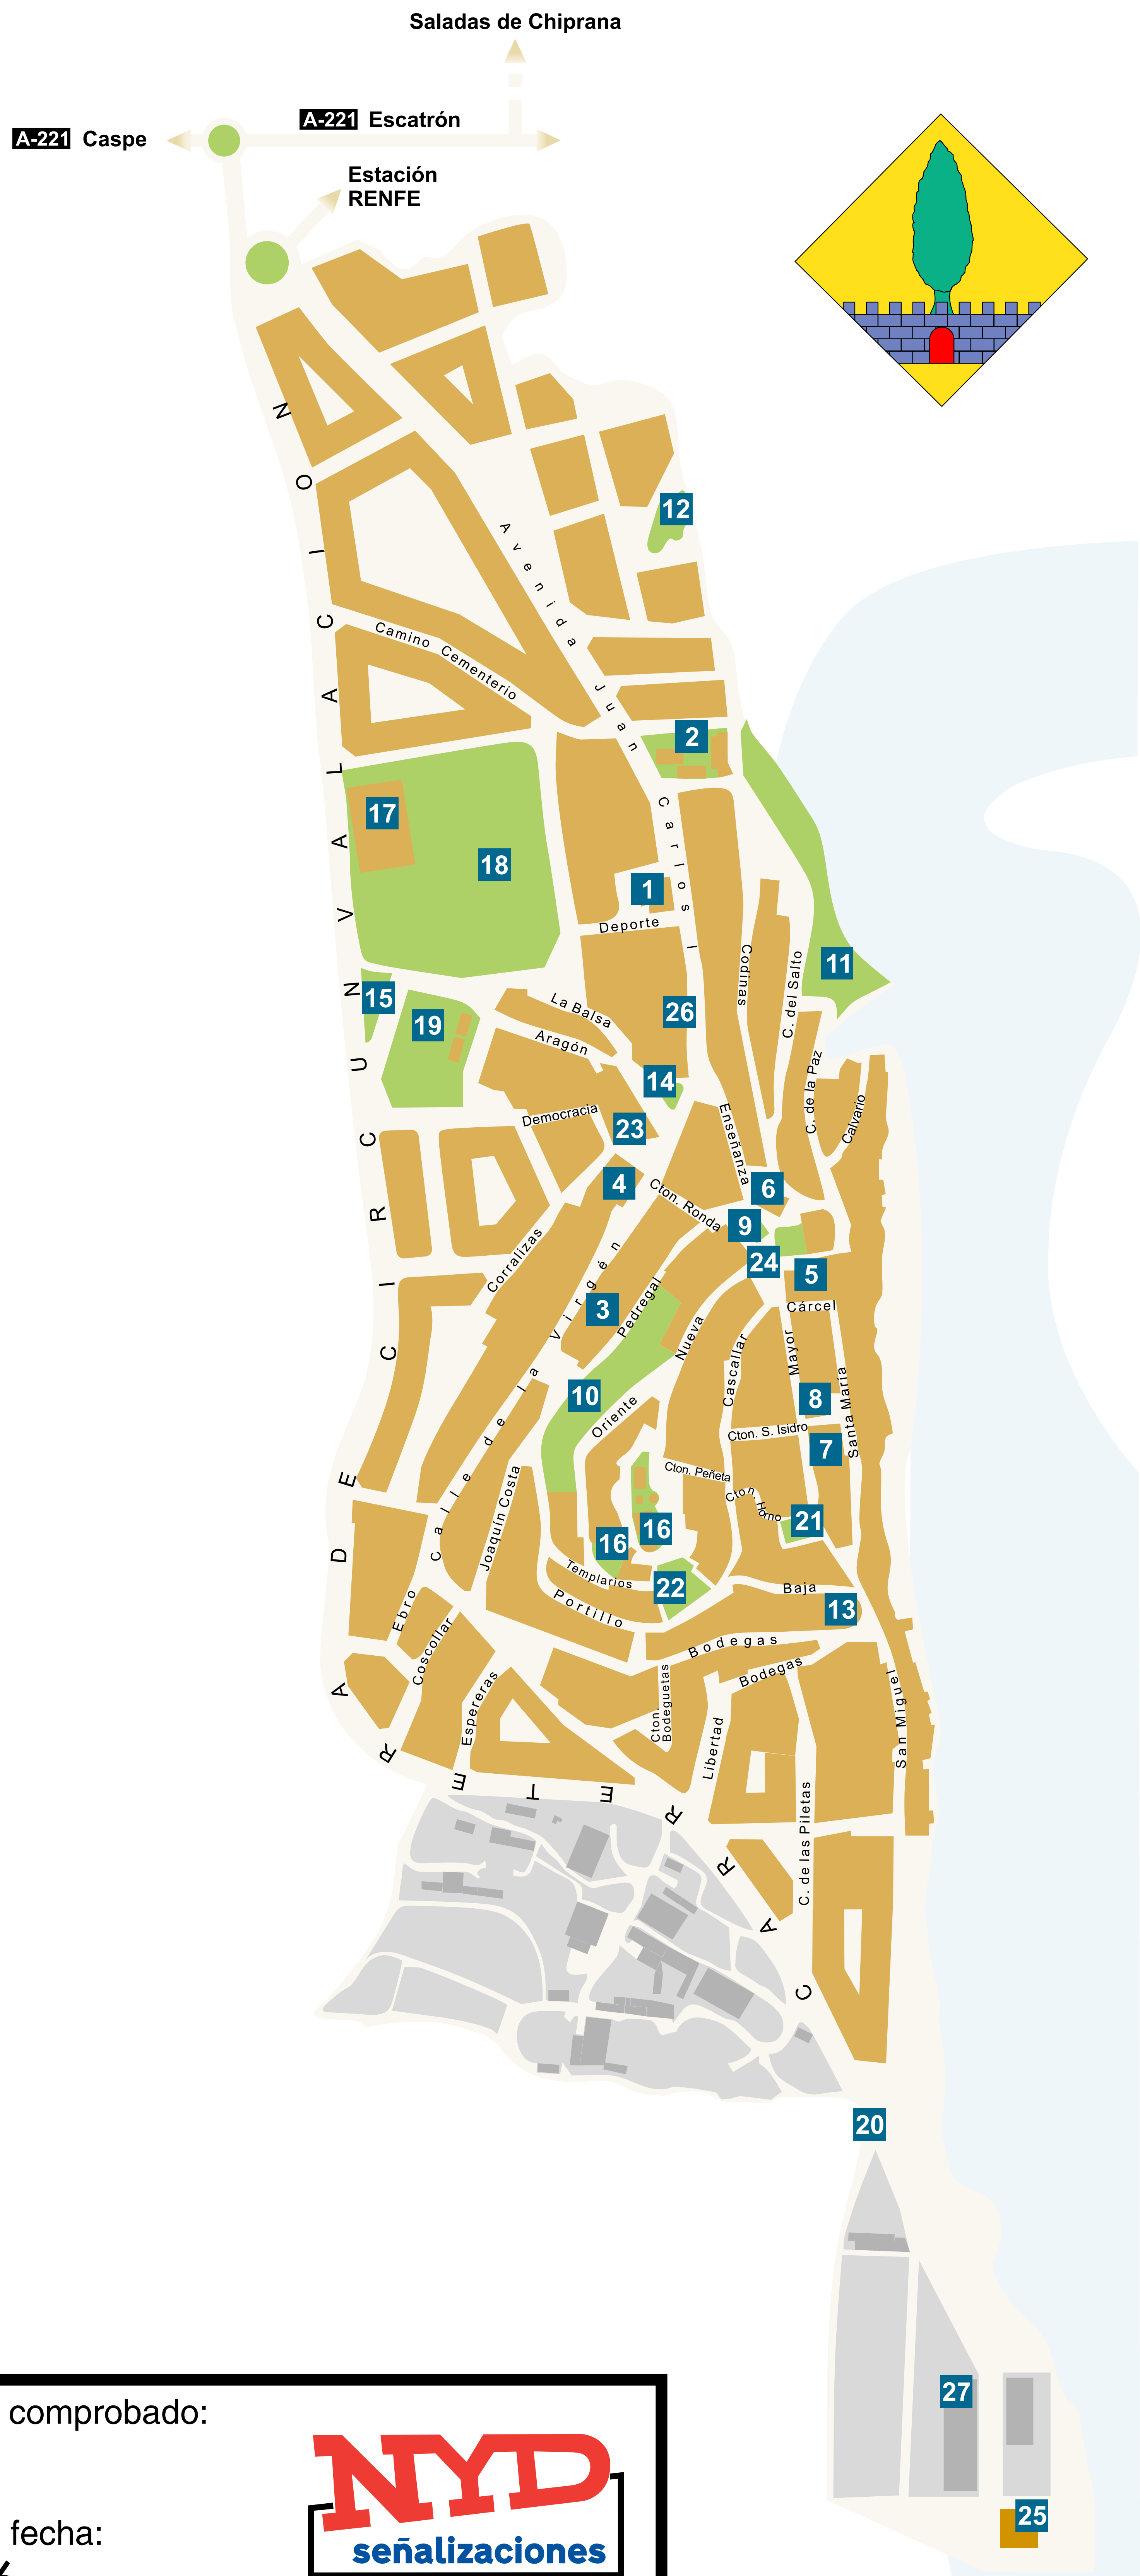 Saladas de Chiprana
A-221 Escatrón
A-221 Caspe
Estación
RENFE
CARRETERA DE CIRCUNVALACION
12
Avenida Juan Carlos I
Camino Cementerio
2
17
18
1
Deporte
11
Codinas
C. del Salto
15
19
La Balsa
26
Aragón
14
C. de la Paz
Calvario
Democracia
23
Enseñanza
4
Cton. Ronda
6
9
24
5
Corralizas
Calle de la Virgén
3
Pedregal
Cárcel
Nueva
Mayor
Cascallar
Santa María
10
8
Oriente
Cton. S. Isidro
7
Cton. Peñeta
Joaquín Costa
Cton. Horno
21
16
16
Templarios
22
Baja
13
Portillo
Ebro
Coscollar
Bodegas
Bodegas
Espereras
Cton.
Bodeguetas
Libertad
San Miguel
C. de las Piletas
20
27
25
comprobado:
fecha:
NYD
señalizaciones